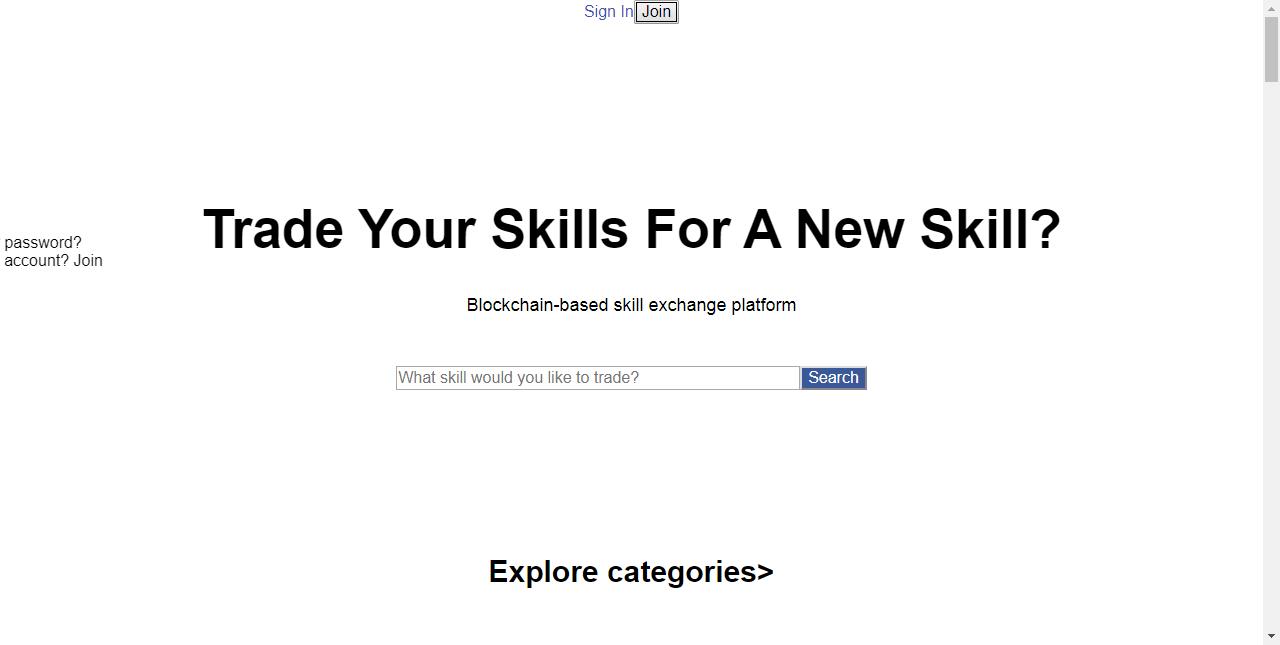 Sign In Join
Trade Your Skills For A New Skill?
password?
account? Join
Blockchain-based skill exchange platform
What skill would you like to trade? Search
Explore categories>